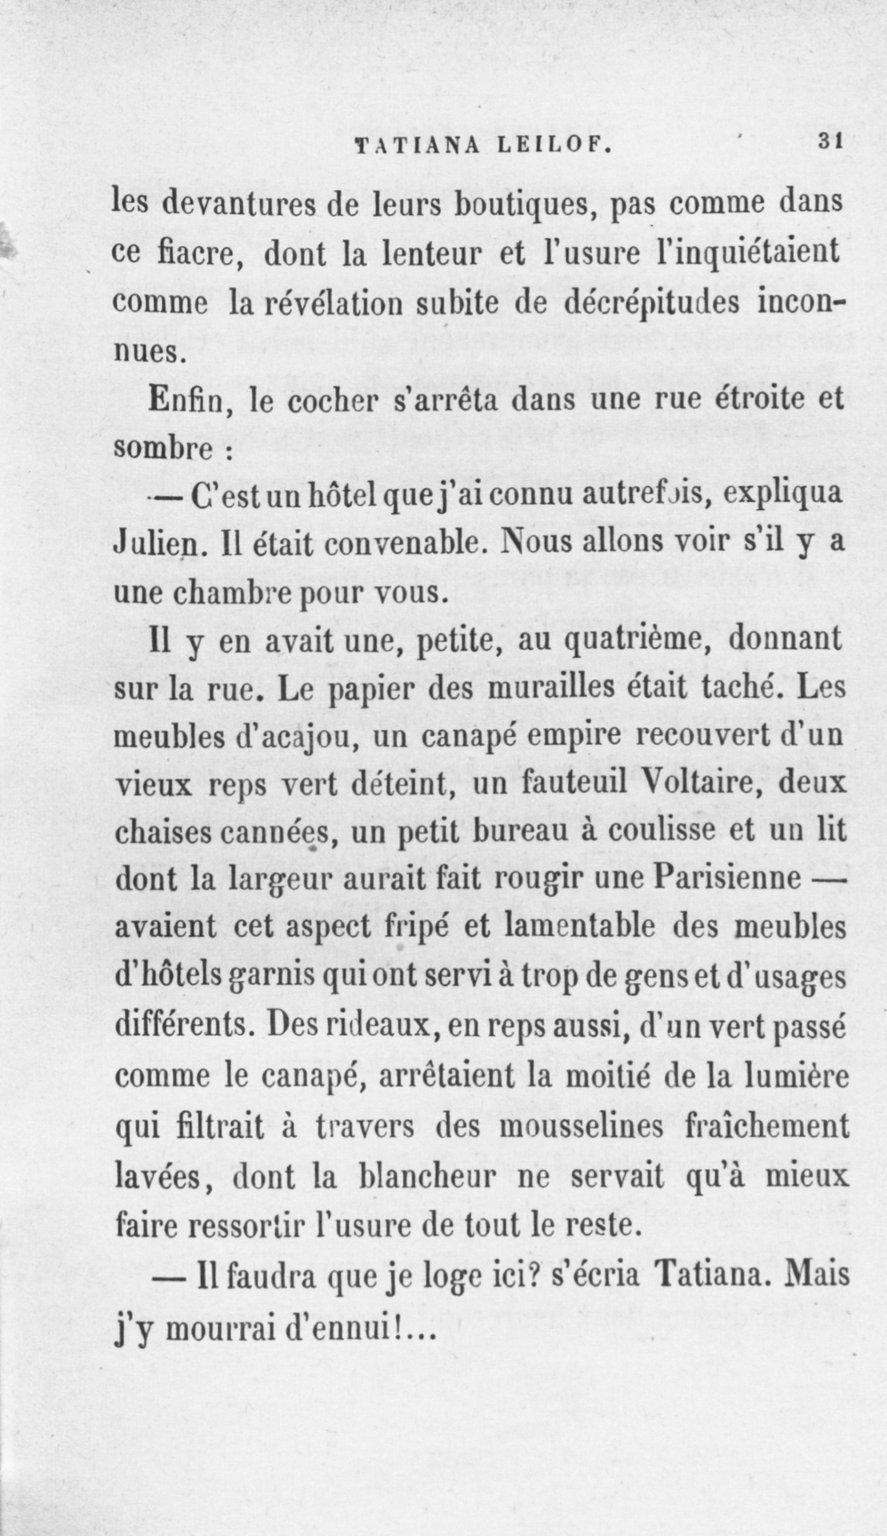 TATIANA LEILOF. 31
les devantures de leurs boutiques, pas comme dans
ce fiacre, dont la lenteur et l'usure l'inquiétaient
comme la révélation subite de décrépitudes incon-
nues.
Enfin, le cocher s'arrêta dans une rue étroite et
sombre :
— C'est un hôtel que j'ai connu autrefois, expliqua
Julien. Il était convenable. Nous allons voir s'il y a
une chambre pour vous.
Il y en avait une, petite, au quatrième, donnant
sur la rue. Le papier des murailles était taché. Les
meubles d'acajou, un canapé empire recouvert d'un
vieux reps vert déteint, un fauteuil Voltaire, deux
chaises cannées, un petit bureau à coulisse et un lit
dont la largeur aurait fait rougir une Parisienne —
avaient cet aspect fripé et lamentable des meubles
d'hôtels garnis qui ont servi à trop de gens et d'usages
différents. Des rideaux, en reps aussi, d'un vert passé
comme le canapé, arrêtaient la moitié de la lumière
qui filtrait à travers des mousselines fraîchement
lavées, dont la blancheur ne servait qu'à mieux
faire ressortir l'usure de tout le reste.
— Il faudra que je loge ici? s'écria Tatiana. Mais
j'y mourrai d'ennui!...